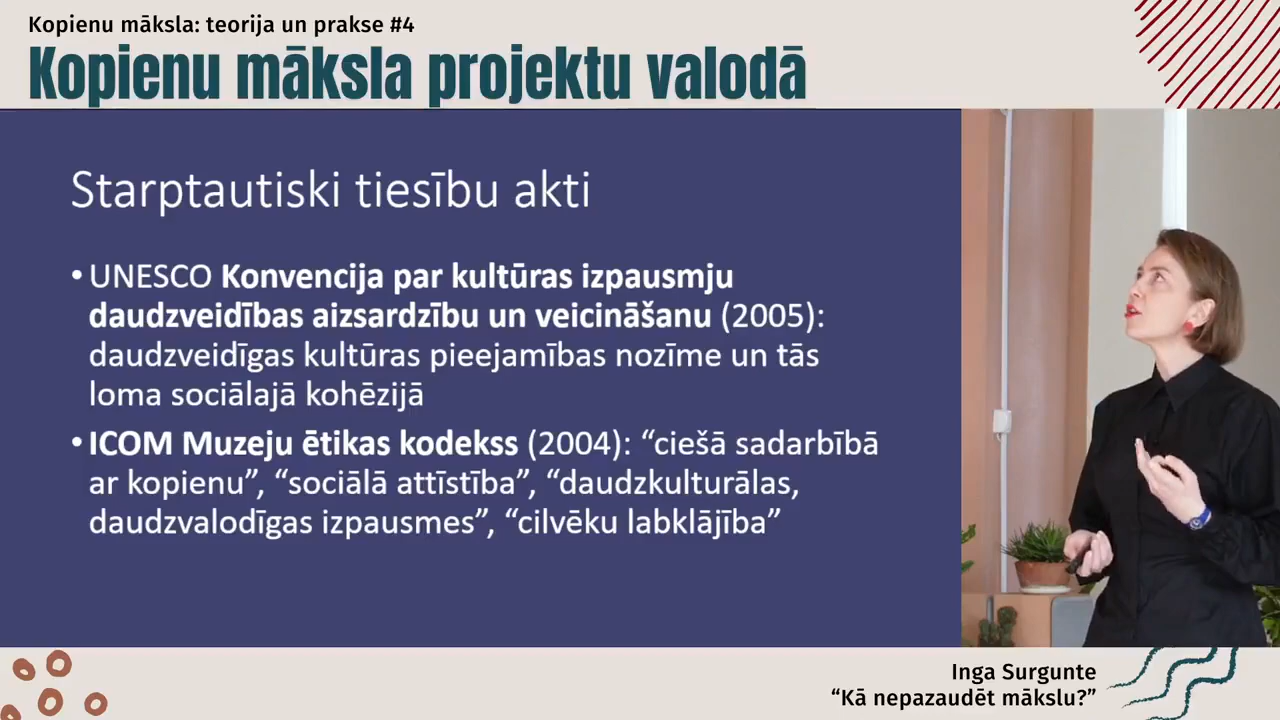 Kopienu māksla: teorija un prakse #4
Kopienu māksla projektu valodā
Starptautiski tiesību akti
• UNESCO Konvencija par kultūras izpausmju
daudzveidības aizsardzību un veicināšanu (2005):
daudzveidīgas kultūras pieejamības nozīme un tās
loma sociālajā kohēzijā
• ICOM Muzeju ētikas kodekss (2004): “ciešā sadarbībā
ar kopienu”, “sociālā attīstība”, “daudzkulturālas,
daudzvalodīgas izpausmes”, “cilvēku labklājība”
Inga Surgunte
“Kā nepazaudēt mākslu?”